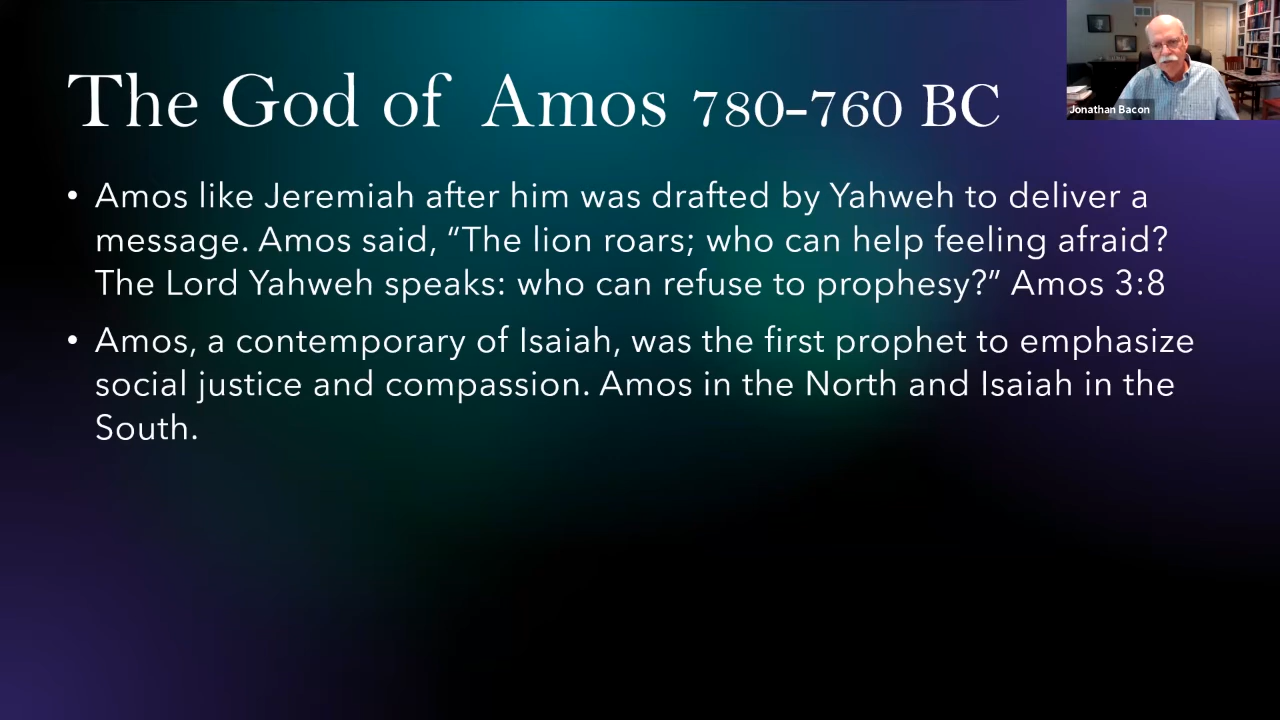 The God of Amos 780-760 BC
Jonathan Bacon
• Amos like Jeremiah after him was drafted by Yahweh to deliver a
message. Amos said, “The lion roars; who can help feeling afraid?
The Lord Yahweh speaks: who can refuse to prophesy?” Amos 3:8
• Amos, a contemporary of Isaiah, was the first prophet to emphasize
social justice and compassion. Amos in the North and Isaiah in the
South.